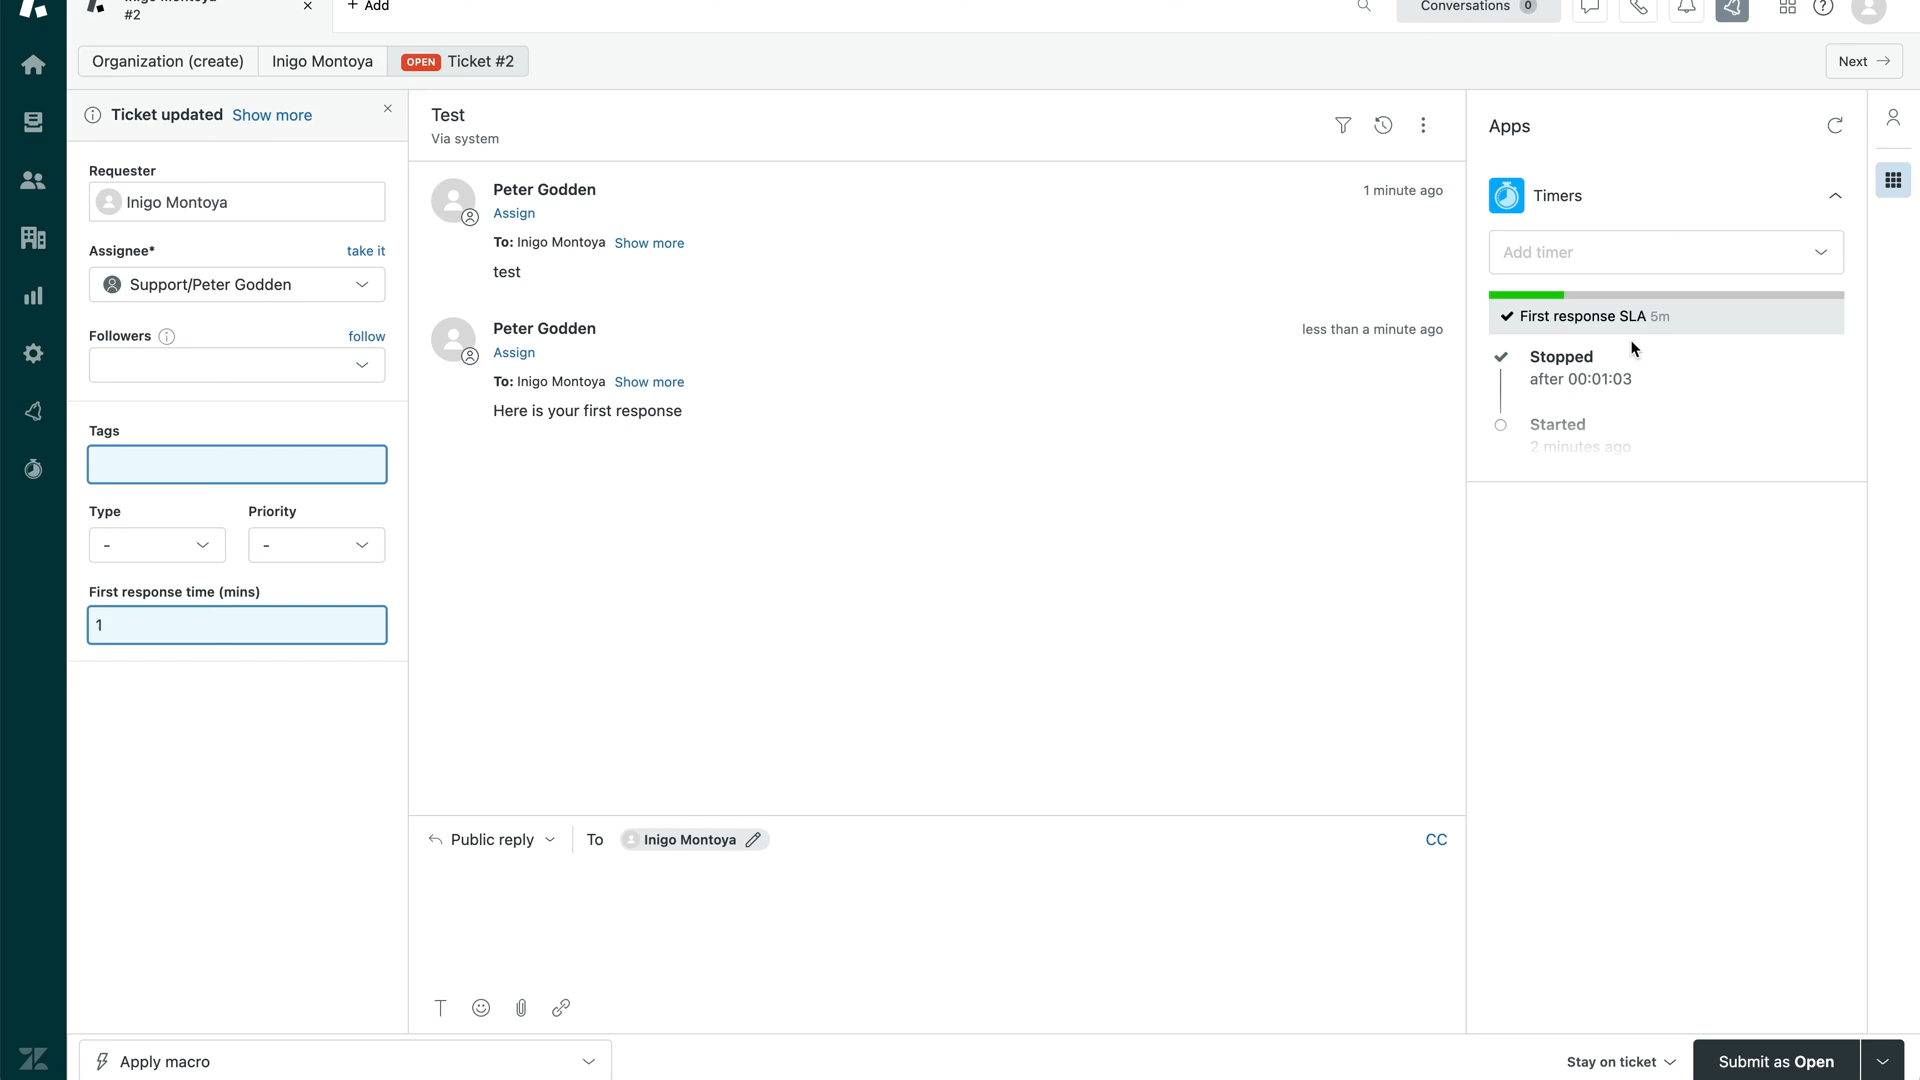 #2
+ Add
Conversations 0
Organization (create)
Inigo Montoya
OPEN Ticket #2
Next
Ticket updated Show more
Requester
Inigo Montoya
Assignee*
take it
Support/Peter Godden
Followers
follow
Tags
Type
Priority
-
-
First response time (mins)
1
Test
Via system
Peter Godden
1 minute ago
Assign
To: Inigo Montoya Show more
test
Peter Godden
less than a minute ago
Assign
To: Inigo Montoya Show more
Here is your first response
Public reply
To
Inigo Montoya
CC
Apps
Timers
Add timer
First response SLA 5m
Stopped
after 00:01:03
Started
2 minutes ago
Apply macro
Stay on ticket
Submit as Open